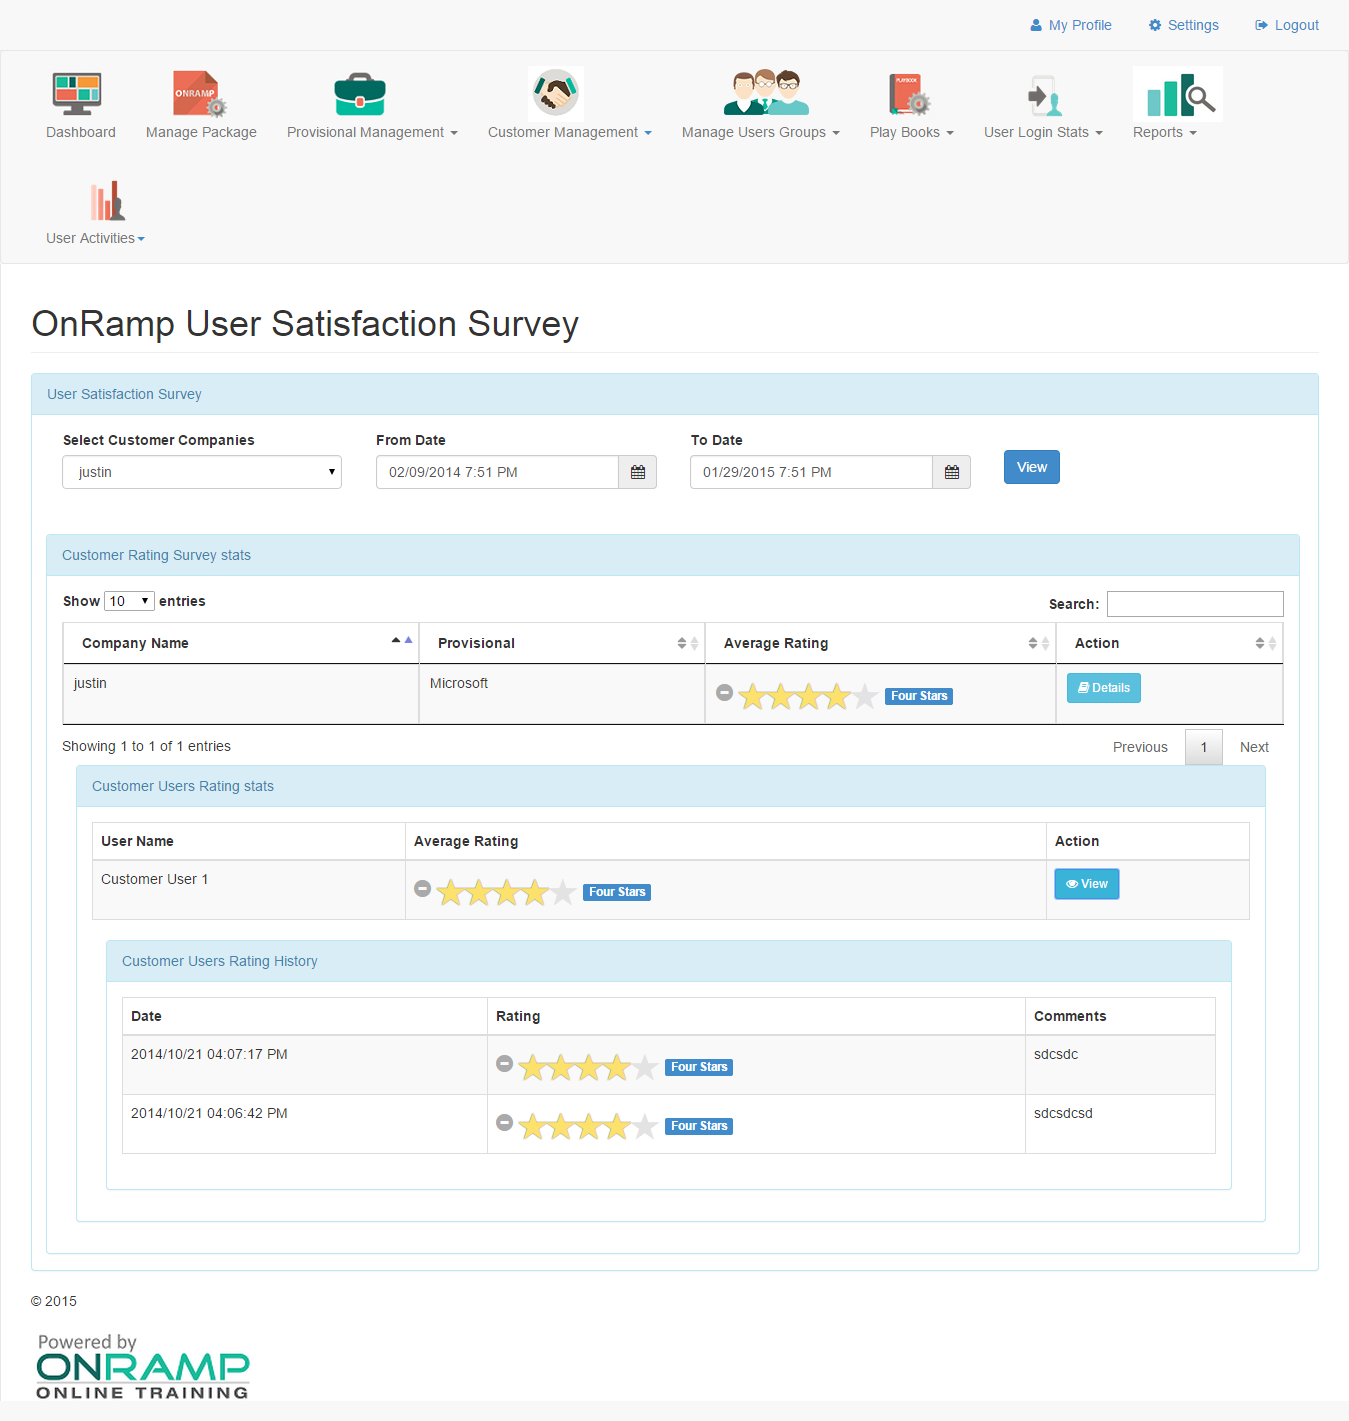 My Profile Settings Logout
ONRAMP
PLAYBOOK
Dashboard Manage Package Provisional Management Customer Management Manage Users Groups Play Books User Login Stats Reports
User Activities
OnRamp User Satisfaction Survey
User Satisfaction Survey
Select Customer Companies From Date To Date
justin 02/09/2014 7:51 PM 01/29/2015 7:51 PM View
Customer Rating Survey stats
Show 10 entries Search:
Company Name Provisional Average Rating Action
justin Microsoft Four Stars Details
Showing 1 to 1 of 1 entries Previous 1 Next
Customer Users Rating stats
User Name Average Rating Action
Customer User 1 Four Stars View
Customer Users Rating History
Date Rating Comments
2014/10/21 04:07:17 PM Four Stars sdcsdc
2014/10/21 04:06:42 PM Four Stars sdcsdcsd
© 2015
Powered by
ONRAMP
ONLINE TRAINING